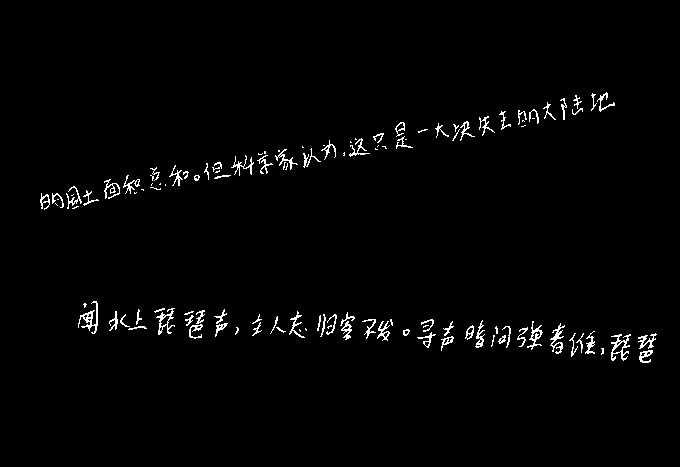 的国土面积总和。但科学家认为,这只是一大块失去的大陆地
闻水上琵琶声,主人忘归客不发。寻声暗问弹者谁,琵琶